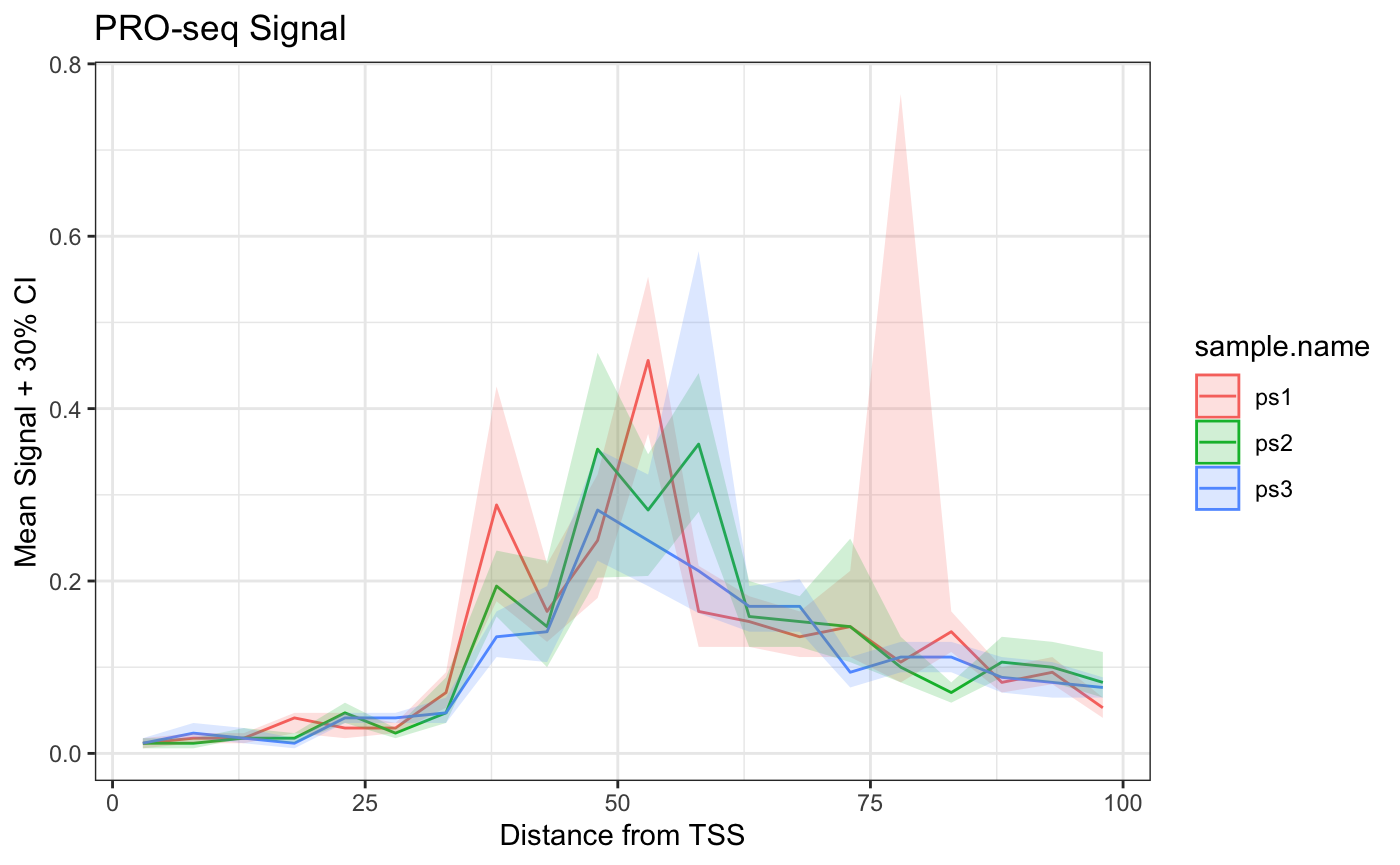 PRO-seq Signal
Mean Signal + 30% CI
0.8
0.6
0.4
0.2
0.0
0 25 50 75 100
Distance from TSS
sample.name
ps1
ps2
ps3